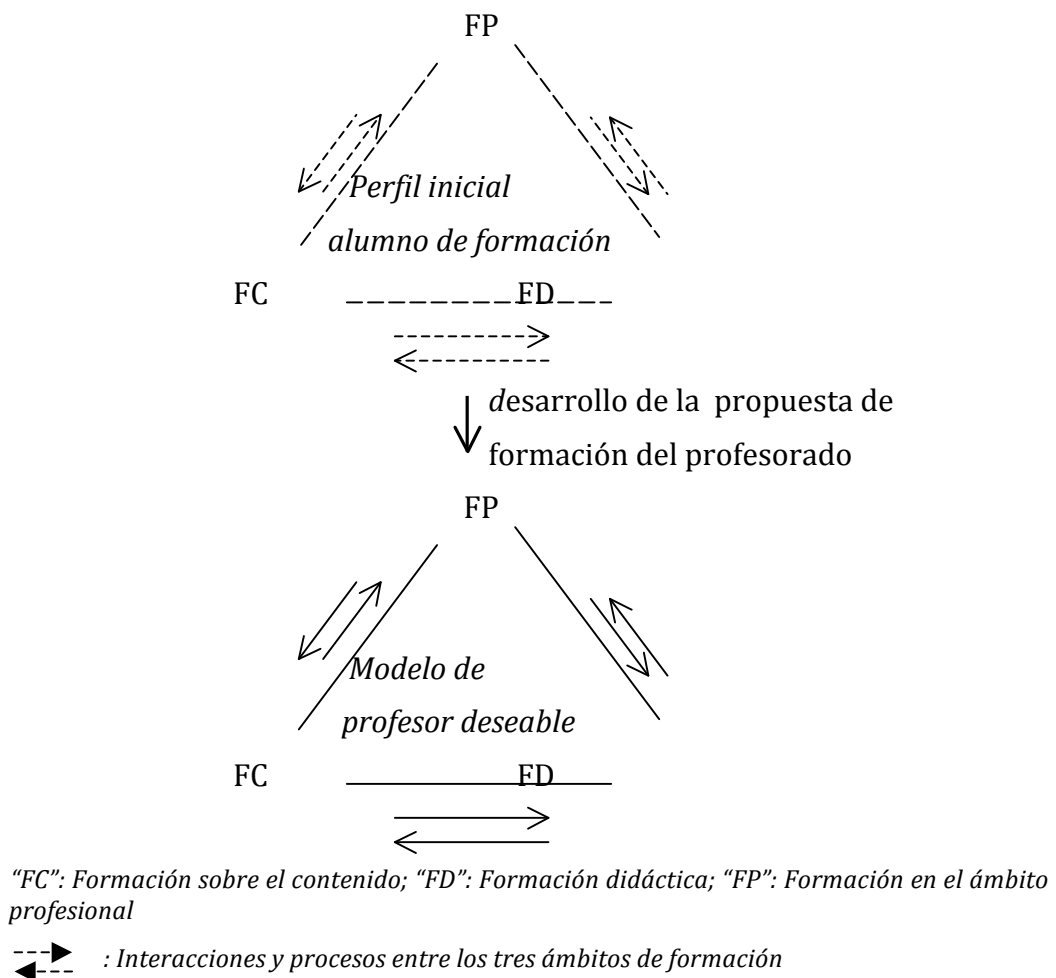 FP
Perfil inicial
alumno de formación
FC FD
desarrollo de la propuesta de
formación del profesorado
FP
Modelo de
profesor deseable
FC FD
“FC”: Formación sobre el contenido; “FD”: Formación didáctica; “FP”: Formación en el ámbito
profesional
: Interacciones y procesos entre los tres ámbitos de formación